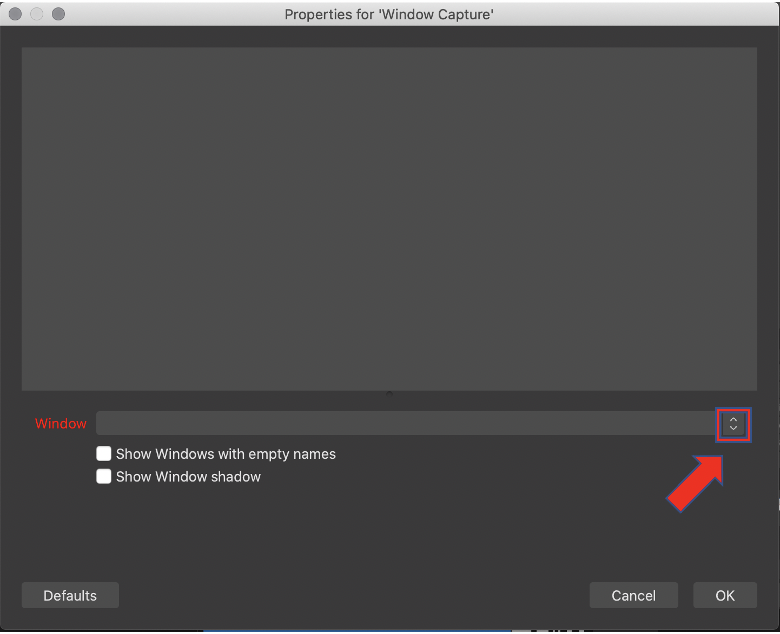 Properties for 'Window Capture'
Window
Show Windows with empty names
Show Window shadow
Defaults
Cancel
OK